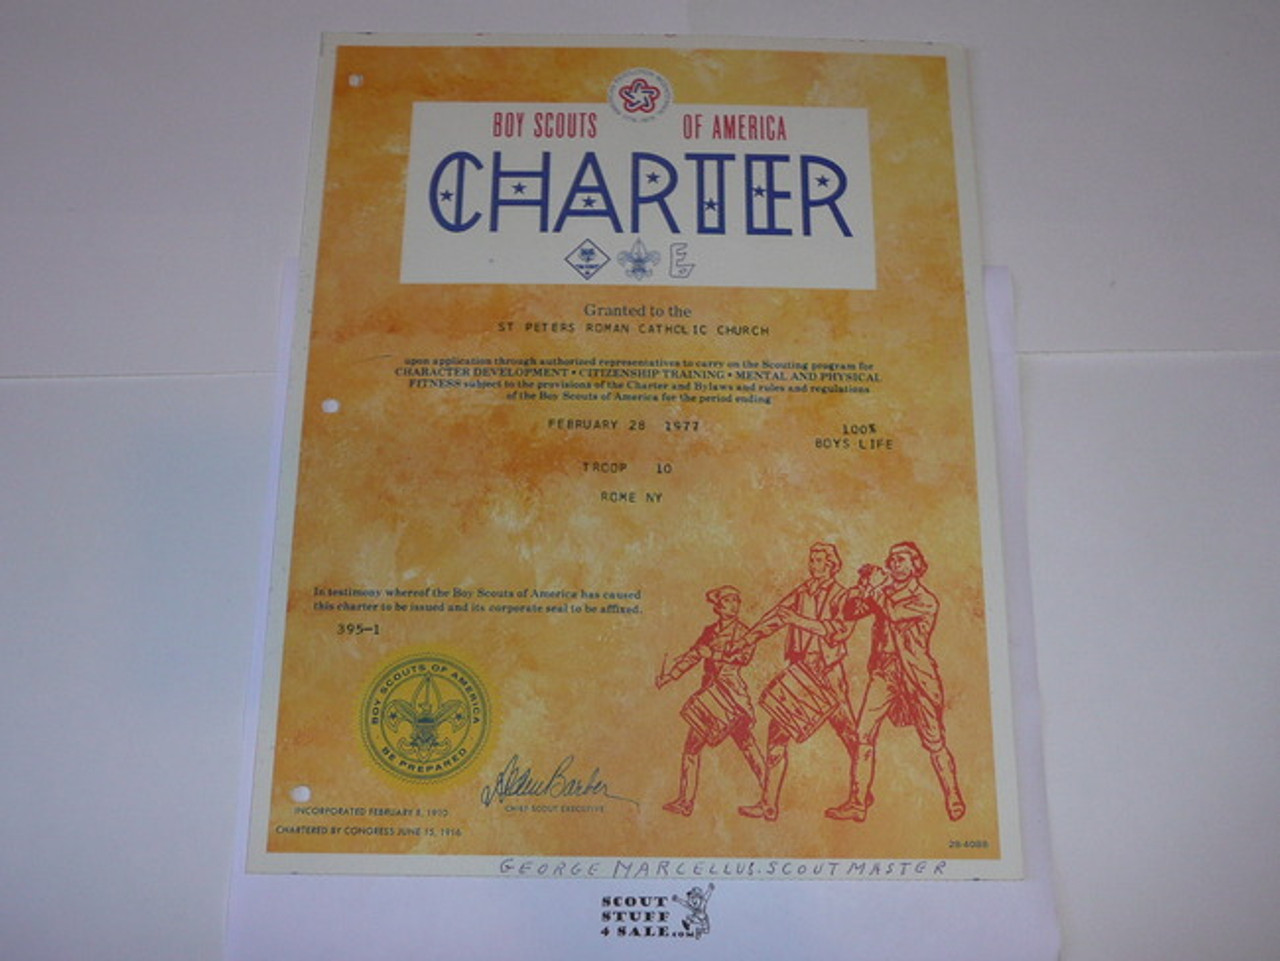 BOY SCOUTS OF AMERICA
CHARTER
Granted to the
ST PETERS ROMAN CATHOLIC CHURCH
upon application through authorized representatives to carry on the Scouting program for
CHARACTER DEVELOPMENT • CITIZENSHIP TRAINING • MENTAL AND PHYSICAL
FITNESS subject to the provisions of the Charter and Bylaws and rules and regulations
of the Boy Scouts of America for the period ending
FEBRUARY 28 1977
100%
BOYS LIFE
TROOP 10
ROME NY
In testimony whereof the Boy Scouts of America has caused
this charter to be issued and its corporate seal to be affixed.
395-1
BOY SCOUTS OF AMERICA
BE PREPARED
Alden Barber
CHIEF SCOUT EXECUTIVE
INCORPORATED FEBRUARY 8, 1910
CHARTERED BY CONGRESS JUNE 15, 1916
28-408B
GEORGE MARCELLUS. SCOUTMASTER
SCOUT
STUFF
4 SALE.com